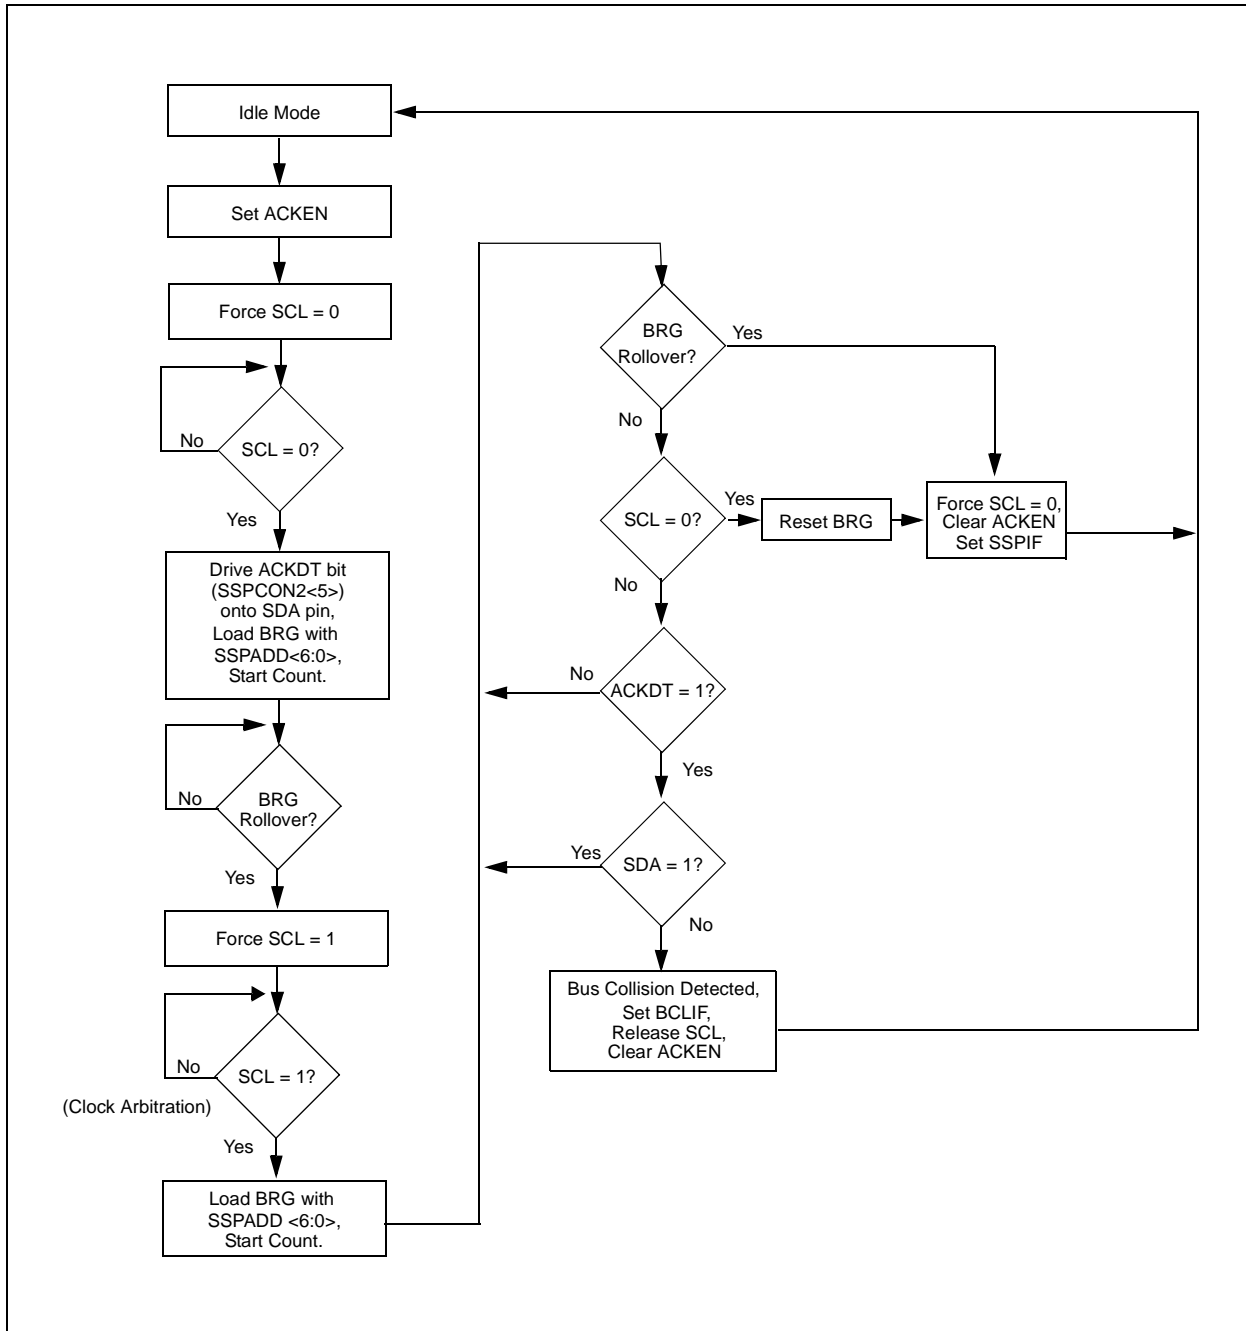 Idle Mode
Set ACKEN
Force SCL = 0
No
SCL = 0?
Yes
Drive ACKDT bit
(SSPCON2<5>)
onto SDA pin,
Load BRG with
SSPADD<6:0>,
Start Count.
No
BRG
Rollover?
Yes
Force SCL = 1
No
SCL = 1?
(Clock Arbitration)
Yes
Load BRG with
SSPADD <6:0>,
Start Count.
BRG
Rollover?
Yes
No
SCL = 0?
Yes
Reset BRG
Force SCL = 0,
Clear ACKEN
Set SSPIF
No
ACKDT = 1?
No
Yes
SDA = 1?
Yes
No
Bus Collision Detected,
Set BCLIF,
Release SCL,
Clear ACKEN